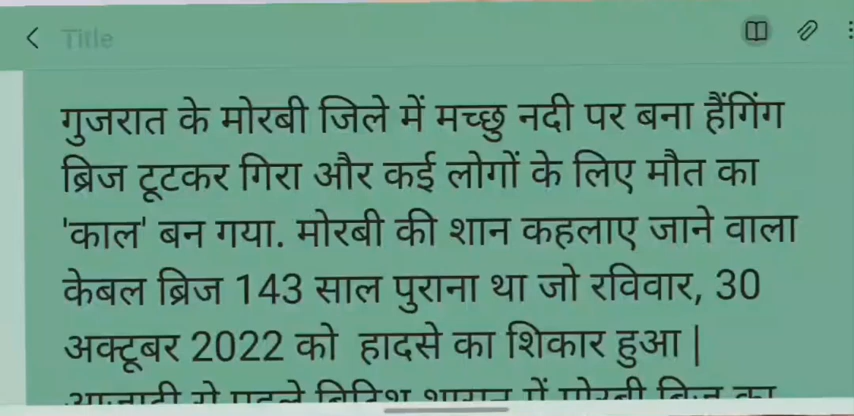 Title
गुजरात के मोरबी जिले में मच्छु नदी पर बना हैंगिंग
ब्रिज टूटकर गिरा और कई लोगों के लिए मौत का
'काल' बन गया. मोरबी की शान कहलाए जाने वाला
केबल ब्रिज 143 साल पुराना था जो रविवार, 30
अक्टूबर 2022 को हादसे का शिकार हुआ |